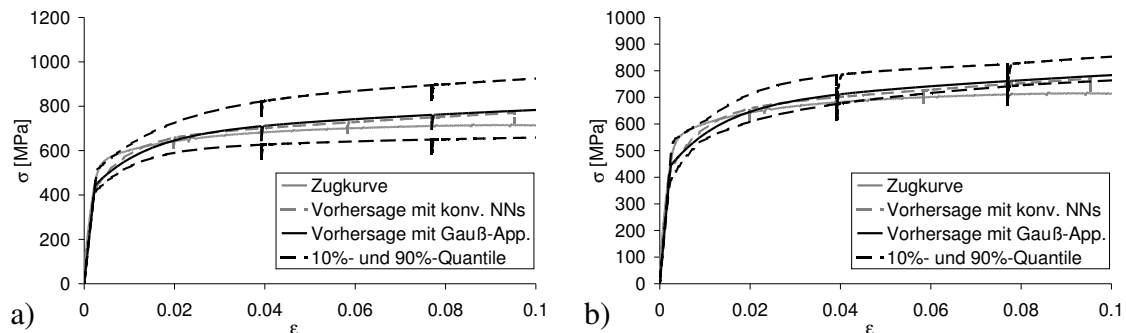 1200
1000
800
600
400
200
0
σ [MPa]
0
0.02
0.04
0.06
0.08
0.1
ε
Zugkurve
Vorhersage mit konv. NNs
Vorhersage mit Gauß-App.
10%- und 90%-Quantile
a)
1000
900
800
700
600
500
400
300
200
100
0
σ [MPa]
0
0.02
0.04
0.06
0.08
0.1
ε
Zugkurve
Vorhersage mit konv. NNs
Vorhersage mit Gauß-App.
10%- und 90%-Quantile
b)